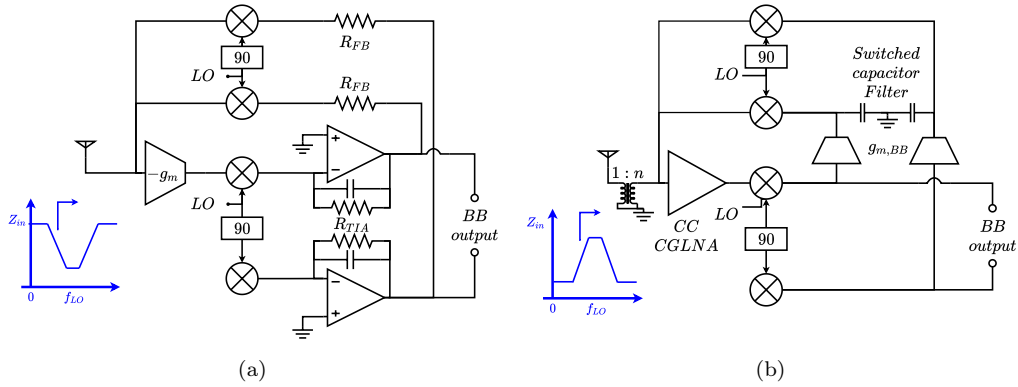 R_FB
90
LO
R_FB
+
−
-g_m
LO
90
R_TIA
−
+
BB
output
Z_in
0
f_LO
(a)
90
LO
Switched
capacitor
Filter
g_m,BB
1 : n
CC
CGLNA
LO
90
BB
output
Z_in
0
f_LO
(b)